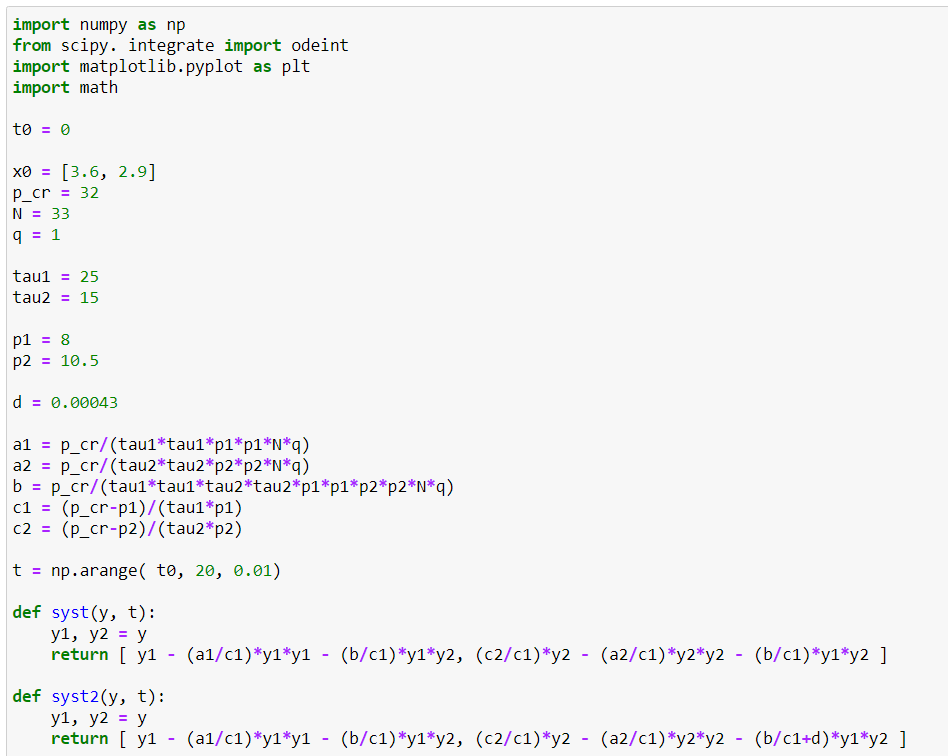 import numpy as np
from scipy. integrate import odeint
import matplotlib.pyplot as plt
import math
t0 = 0
x0 = [3.6, 2.9]
p_cr = 32
N = 33
q = 1
tau1 = 25
tau2 = 15
p1 = 8
p2 = 10.5
d = 0.00043
a1 = p_cr/(tau1*tau1*p1*p1*N*q)
a2 = p_cr/(tau2*tau2*p2*p2*N*q)
b = p_cr/(tau1*tau1*tau2*tau2*p1*p1*p2*p2*N*q)
c1 = (p_cr-p1)/(tau1*p1)
c2 = (p_cr-p2)/(tau2*p2)
t = np.arange( t0, 20, 0.01)
def syst(y, t):
    y1, y2 = y
    return [ y1 - (a1/c1)*y1*y1 - (b/c1)*y1*y2, (c2/c1)*y2 - (a2/c1)*y2*y2 - (b/c1)*y1*y2 ]
def syst2(y, t):
    y1, y2 = y
    return [ y1 - (a1/c1)*y1*y1 - (b/c1)*y1*y2, (c2/c1)*y2 - (a2/c1)*y2*y2 - (b/c1+d)*y1*y2 ]